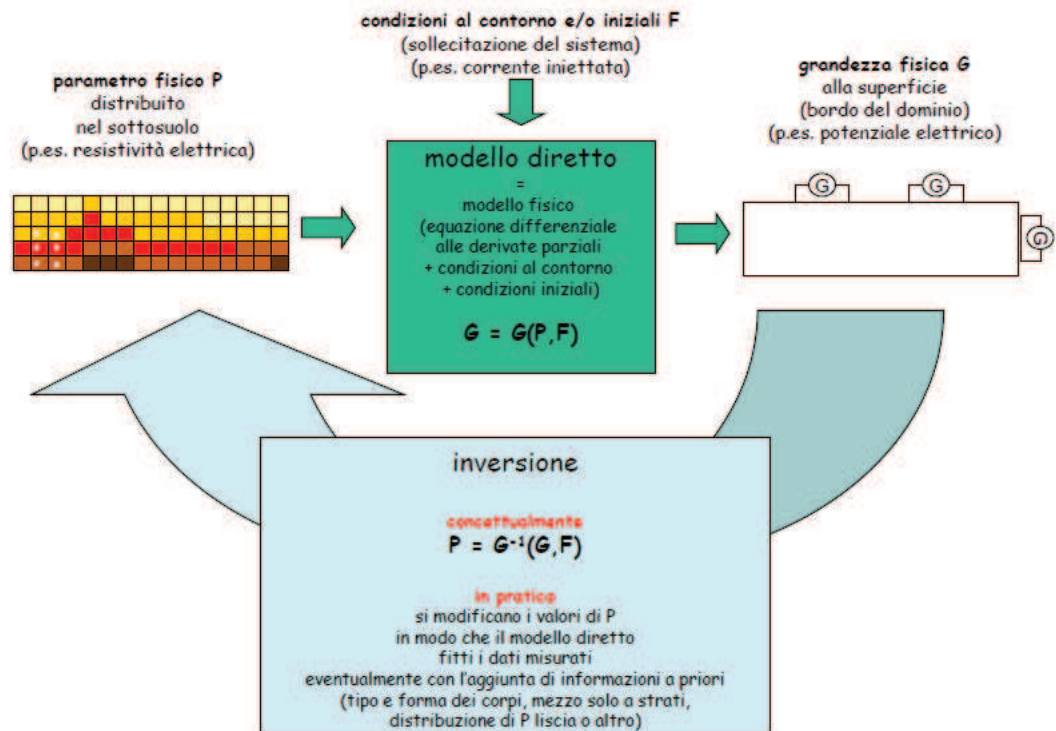 condizioni al contorno e/o iniziali F
(sollecitazione del sistema)
(p.es. corrente iniettata)
parametro fisico P
distribuito
nel sottosuolo
(p.es. resistività elettrica)
grandezza fisica G
alla superficie
(bordo del dominio)
(p.es. potenziale elettrico)
modello diretto
=
modello fisico
(equazione differenziale
alle derivate parziali
+ condizioni al contorno
+ condizioni iniziali)
G = G(P,F)
G
G
G
inversione
concettualmente
P = G⁻¹(G,F)
in pratica
si modificano i valori di P
in modo che il modello diretto
fitti i dati misurati
eventualmente con l'aggiunta di informazioni a priori
(tipo e forma dei corpi, mezzo solo a strati,
distribuzione di P liscia o altro)